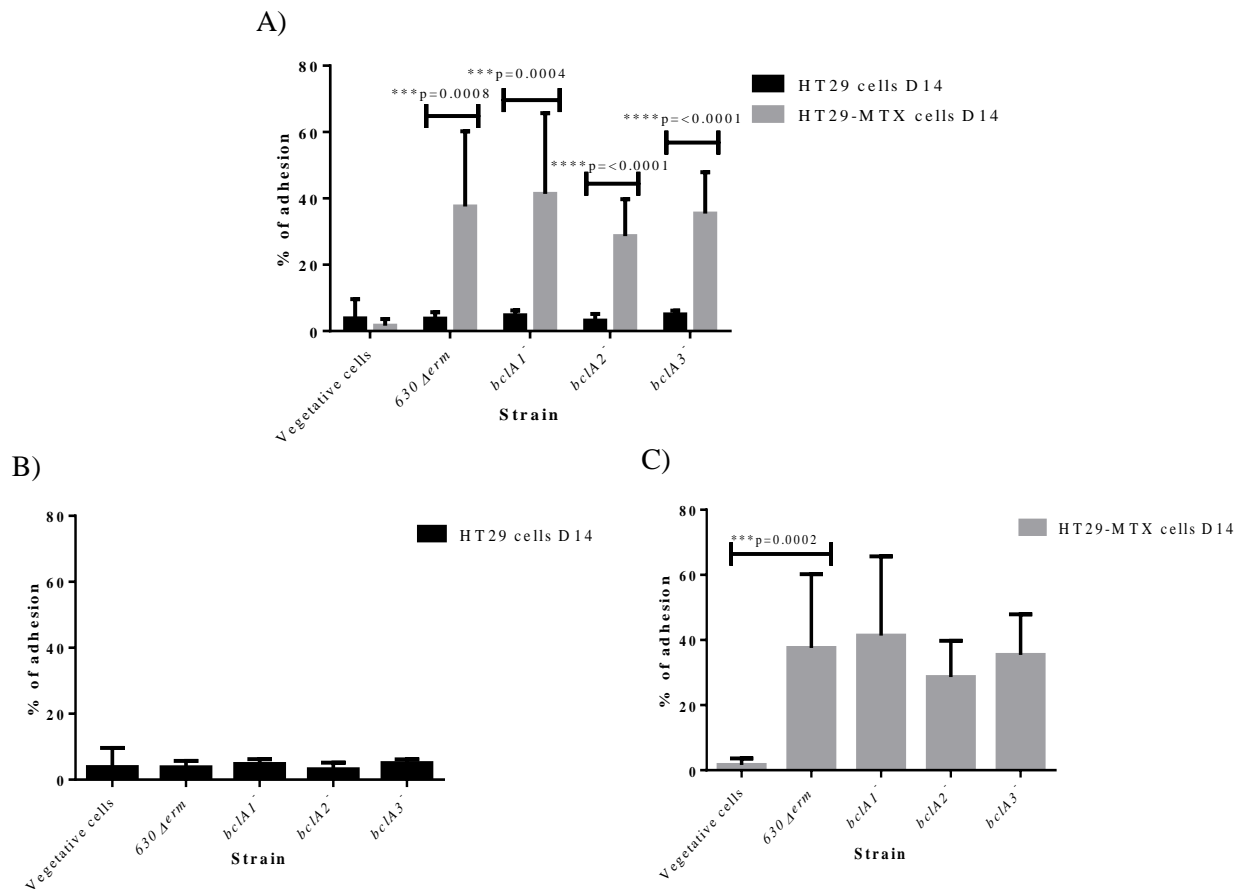 A)
80
60
40
20
0
% of adhesion
***p=0.0008
***p=0.0004
****p=<0.0001
****p=<0.0001
HT29 cells D14
HT29-MTX cells D14
Vegetative cells
630 Δerm
bclA1-
bclA2-
bclA3-
Strain
B)
80
60
40
20
0
% of adhesion
HT29 cells D14
Vegetative cells
630 Δerm
bclA1-
bclA2-
bclA3-
Strain
C)
80
60
40
20
0
% of adhesion
***p=0.0002
HT29-MTX cells D14
Vegetative cells
630 Δerm
bclA1-
bclA2-
bclA3-
Strain